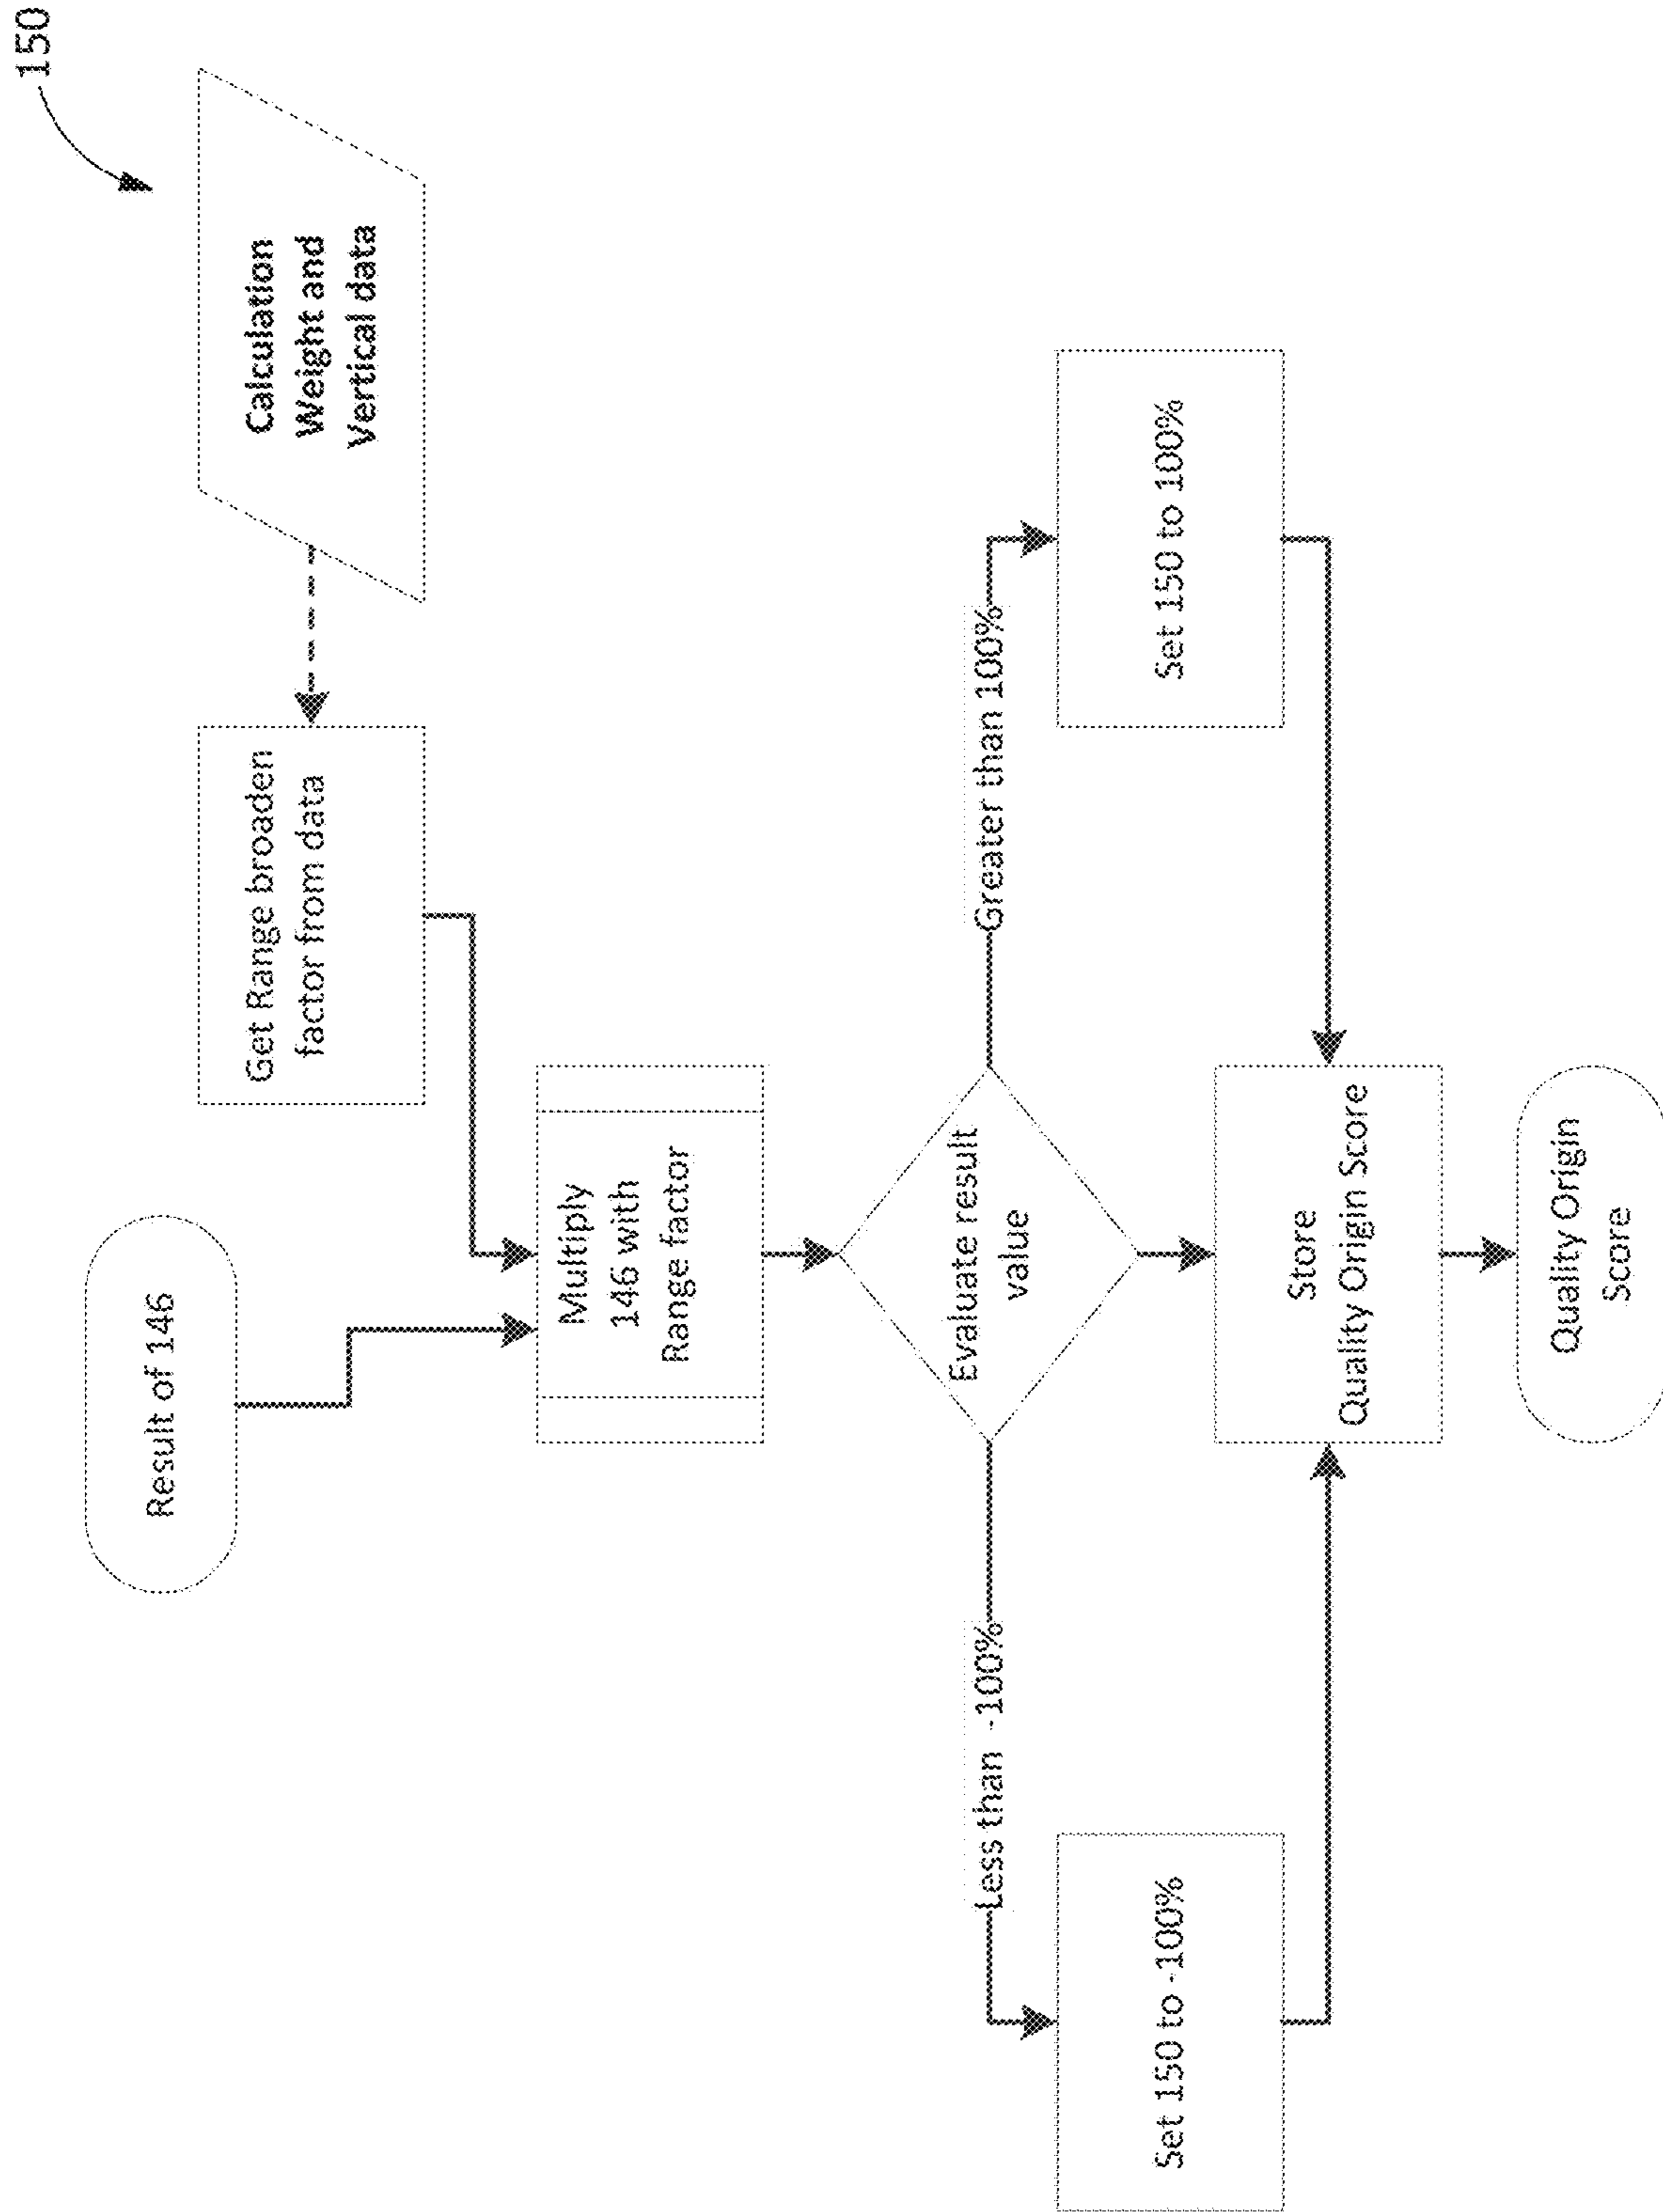 150
Result of 146
Calculation
Weight and
Vertical data
Get Range broaden
factor from data
Multiply
146 with
Range factor
Evaluate result
value
Less than -100%
Greater than 100%
Set 150 to -100%
Set 150 to 100%
Store
Quality Origin Score
Quality Origin
Score